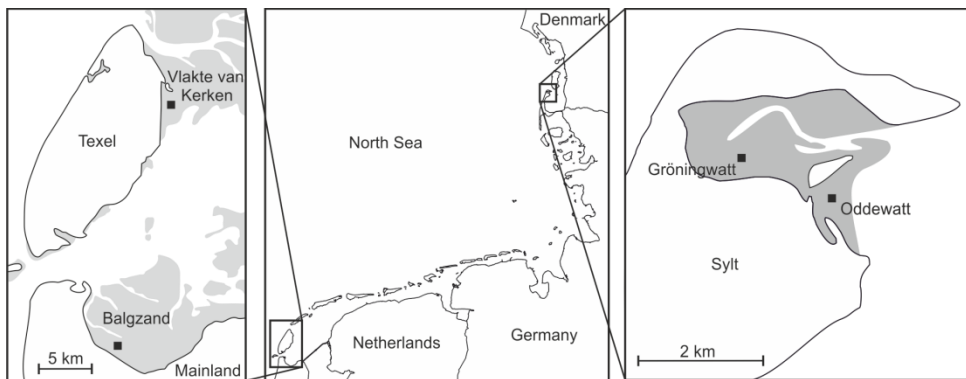 Vlakte van
Kerken
Texel
Balgzand
5 km
Mainland
Denmark
North Sea
Netherlands
Germany
Gröningwatt
Oddewatt
Sylt
2 km